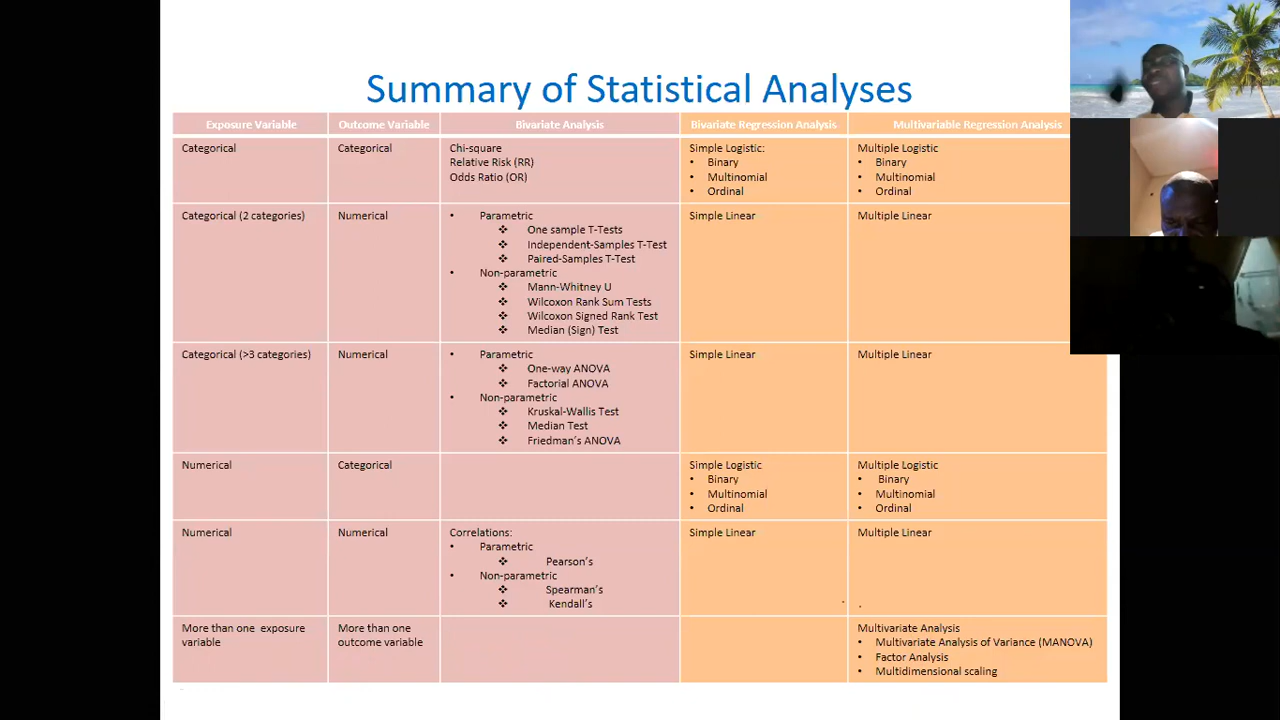 Summary of Statistical Analyses
Exposure Variable
Outcome Variable
Bivariate Analysis
Bivariate Regression Analysis
Multivariable Regression Analysis
Categorical
Categorical
Chi-square
Relative Risk (RR)
Odds Ratio (OR)
Simple Logistic:
• Binary
• Multinomial
• Ordinal
Multiple Logistic
• Binary
• Multinomial
• Ordinal
Categorical (2 categories)
Numerical
• Parametric
❖ One sample T-Tests
❖ Independent-Samples T-Test
❖ Paired-Samples T-Test
• Non-parametric
❖ Mann-Whitney U
❖ Wilcoxon Rank Sum Tests
❖ Wilcoxon Signed Rank Test
❖ Median (Sign) Test
Simple Linear
Multiple Linear
Categorical (>3 categories)
Numerical
• Parametric
❖ One-way ANOVA
❖ Factorial ANOVA
• Non-parametric
❖ Kruskal-Wallis Test
❖ Median Test
❖ Friedman's ANOVA
Simple Linear
Multiple Linear
Numerical
Categorical
Simple Logistic
• Binary
• Multinomial
• Ordinal
Multiple Logistic
• Binary
• Multinomial
• Ordinal
Numerical
Numerical
Correlations:
• Parametric
❖ Pearson's
• Non-parametric
❖ Spearman's
❖ Kendall's
Simple Linear
Multiple Linear
More than one exposure
variable
More than one
outcome variable
Multivariate Analysis
• Multivariate Analysis of Variance (MANOVA)
• Factor Analysis
• Multidimensional scaling